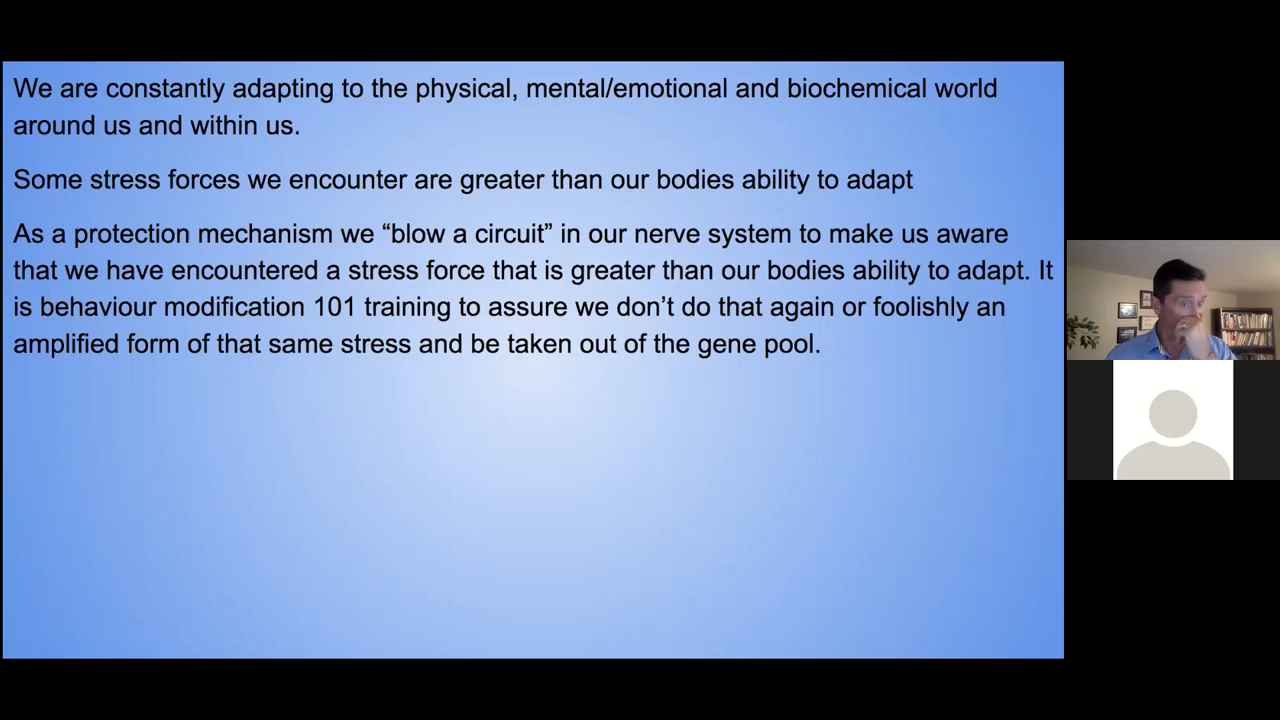 We are constantly adapting to the physical, mental/emotional and biochemical world
around us and within us.
Some stress forces we encounter are greater than our bodies ability to adapt
As a protection mechanism we “blow a circuit” in our nerve system to make us aware
that we have encountered a stress force that is greater than our bodies ability to adapt. It
is behaviour modification 101 training to assure we don’t do that again or foolishly an
amplified form of that same stress and be taken out of the gene pool.